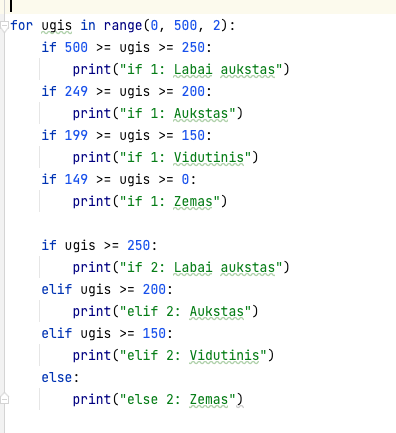 for ugis in range(0, 500, 2):
    if 500 >= ugis >= 250:
        print("if 1: Labai aukstas")
    if 249 >= ugis >= 200:
        print("if 1: Aukstas")
    if 199 >= ugis >= 150:
        print("if 1: Vidutinis")
    if 149 >= ugis >= 0:
        print("if 1: Zemas")

    if ugis >= 250:
        print("if 2: Labai aukstas")
    elif ugis >= 200:
        print("elif 2: Aukstas")
    elif ugis >= 150:
        print("elif 2: Vidutinis")
    else:
        print("else 2: Zemas")